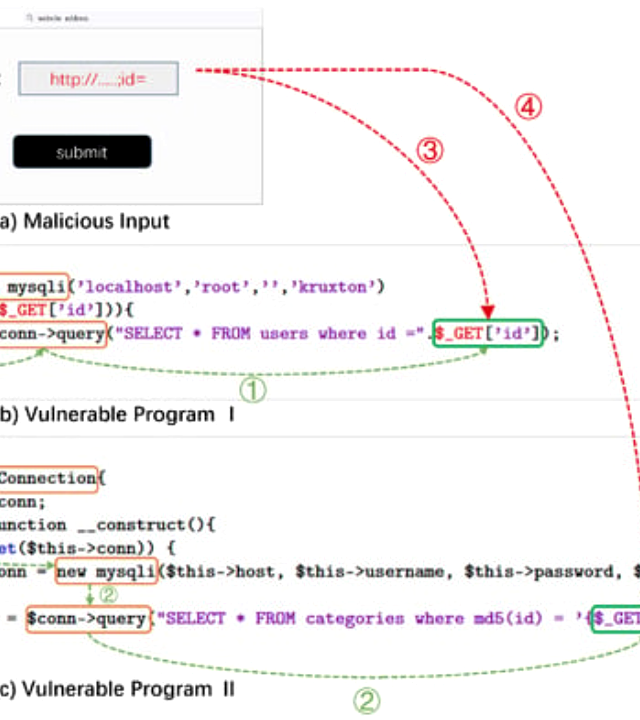 http://....;id=
submit
④
③
a) Malicious Input
mysqli('localhost','root','','kruxton')
$_GET['id'])){
conn->query("SELECT * FROM users where id =".$_GET['id']);
①
b) Vulnerable Program I
Connection{
conn;
unction __construct(){
et($this->conn)) {
onn = new mysqli($this->host, $this->username, $this->password, $
②
= $conn->query("SELECT * FROM categories where md5(id) = '{$_GET
c) Vulnerable Program II
②